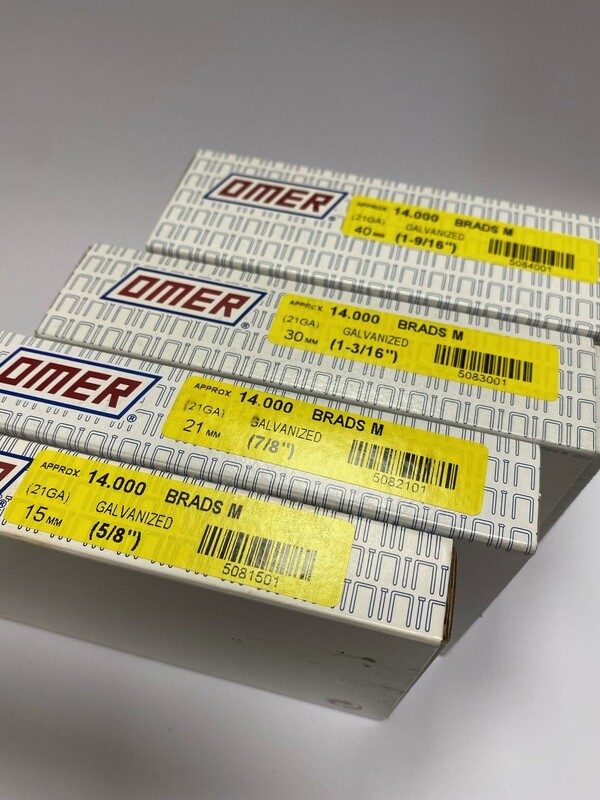 OMER
APPROX 14.000 BRADS M
(21GA) GALVANIZED
40 MM (1-9/16")
5084001
OMER
®
APPROX 14.000 BRADS M
(21GA) GALVANIZED
30 MM (1-3/16")
5083001
OMER
®
APPROX 14.000 BRADS M
(21GA) GALVANIZED
21 MM (7/8")
5082101
®
APPROX 14.000 BRADS M
(21GA) GALVANIZED
15 MM (5/8")
5081501